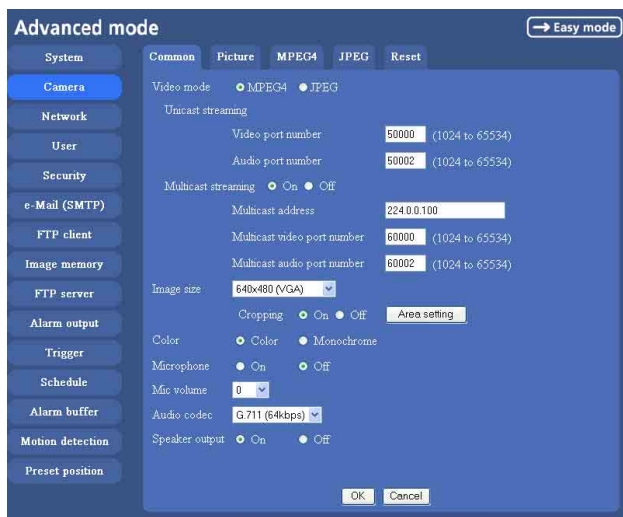 Advanced mode
→ Easy mode
System
Camera
Network
User
Security
e-Mail (SMTP)
FTP client
Image memory
FTP server
Alarm output
Trigger
Schedule
Alarm buffer
Motion detection
Preset position
Common Picture MPEG4 JPEG Reset
Video mode MPEG4 JPEG
Unicast streaming
Video port number 50000 (1024 to 65534)
Audio port number 50002 (1024 to 65534)
Multicast streaming On Off
Multicast address 224.0.0.100
Multicast video port number 60000 (1024 to 65534)
Multicast audio port number 60002 (1024 to 65534)
Image size 640x480 (VGA)
Cropping On Off Area setting
Color Color Monochrome
Microphone On Off
Mic volume 0
Audio codec G.711 (64kbps)
Speaker output On Off
OK Cancel